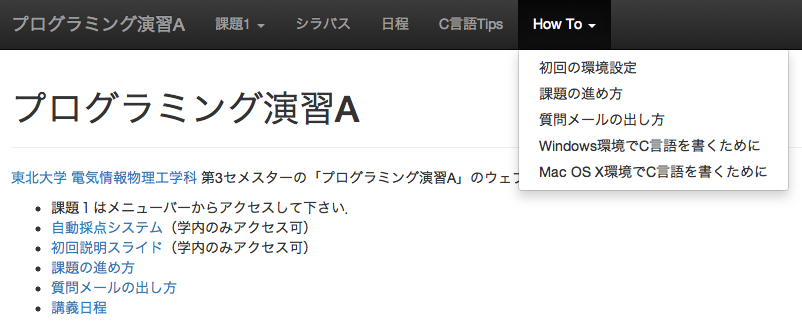 プログラミング演習A 課題1 シラバス 日程 C言語Tips How To
初回の環境設定
課題の進め方
質問メールの出し方
Windows環境でC言語を書くために
Mac OS X環境でC言語を書くために
プログラミング演習A
東北大学 電気情報物理工学科 第3セメスターの「プログラミング演習A」のウェブ
課題1はメニューバーからアクセスして下さい.
自動採点システム（学内のみアクセス可）
初回説明スライド（学内のみアクセス可）
課題の進め方
質問メールの出し方
講義日程